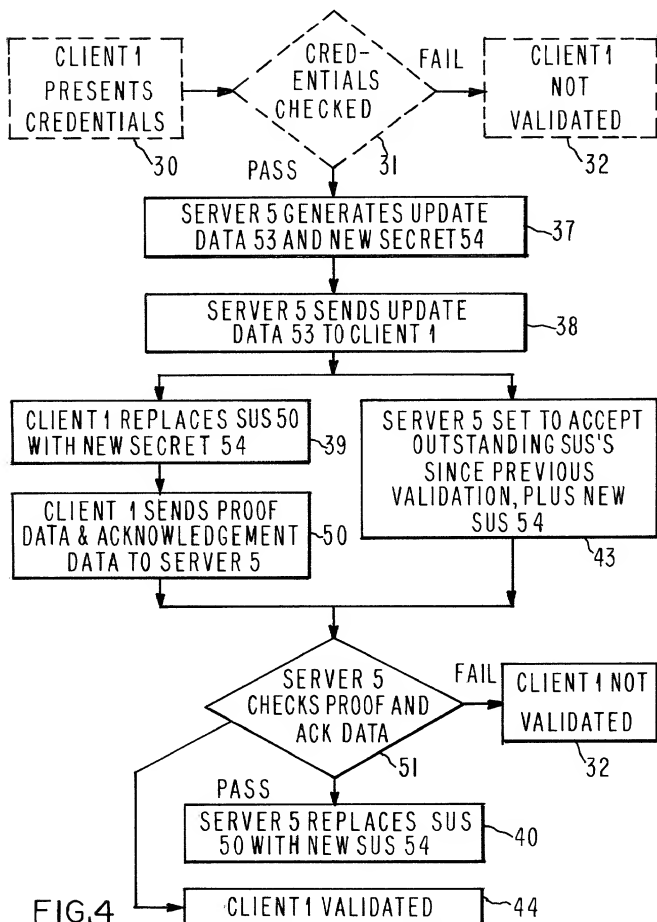 CLIENT 1
PRESENTS
CREDENTIALS
30
CRED-
ENTIALS
CHECKED
31
FAIL
CLIENT 1
NOT
VALIDATED
32
PASS
SERVER 5 GENERATES UPDATE
DATA 53 AND NEW SECRET 54
37
SERVER 5 SENDS UPDATE
DATA 53 TO CLIENT 1
38
CLIENT 1 REPLACES SUS 50
WITH NEW SECRET 54
39
CLIENT 1 SENDS PROOF
DATA & ACKNOWLEDGEMENT
DATA TO SERVER 5
50
SERVER 5 SET TO ACCEPT
OUTSTANDING SUS'S
SINCE PREVIOUS
VALIDATION, PLUS NEW
SUS 54
43
SERVER 5
CHECKS PROOF AND
ACK DATA
51
FAIL
CLIENT 1 NOT
VALIDATED
32
PASS
SERVER 5 REPLACES SUS
50 WITH NEW SUS 54
40
CLIENT 1 VALIDATED
44
FIG.4